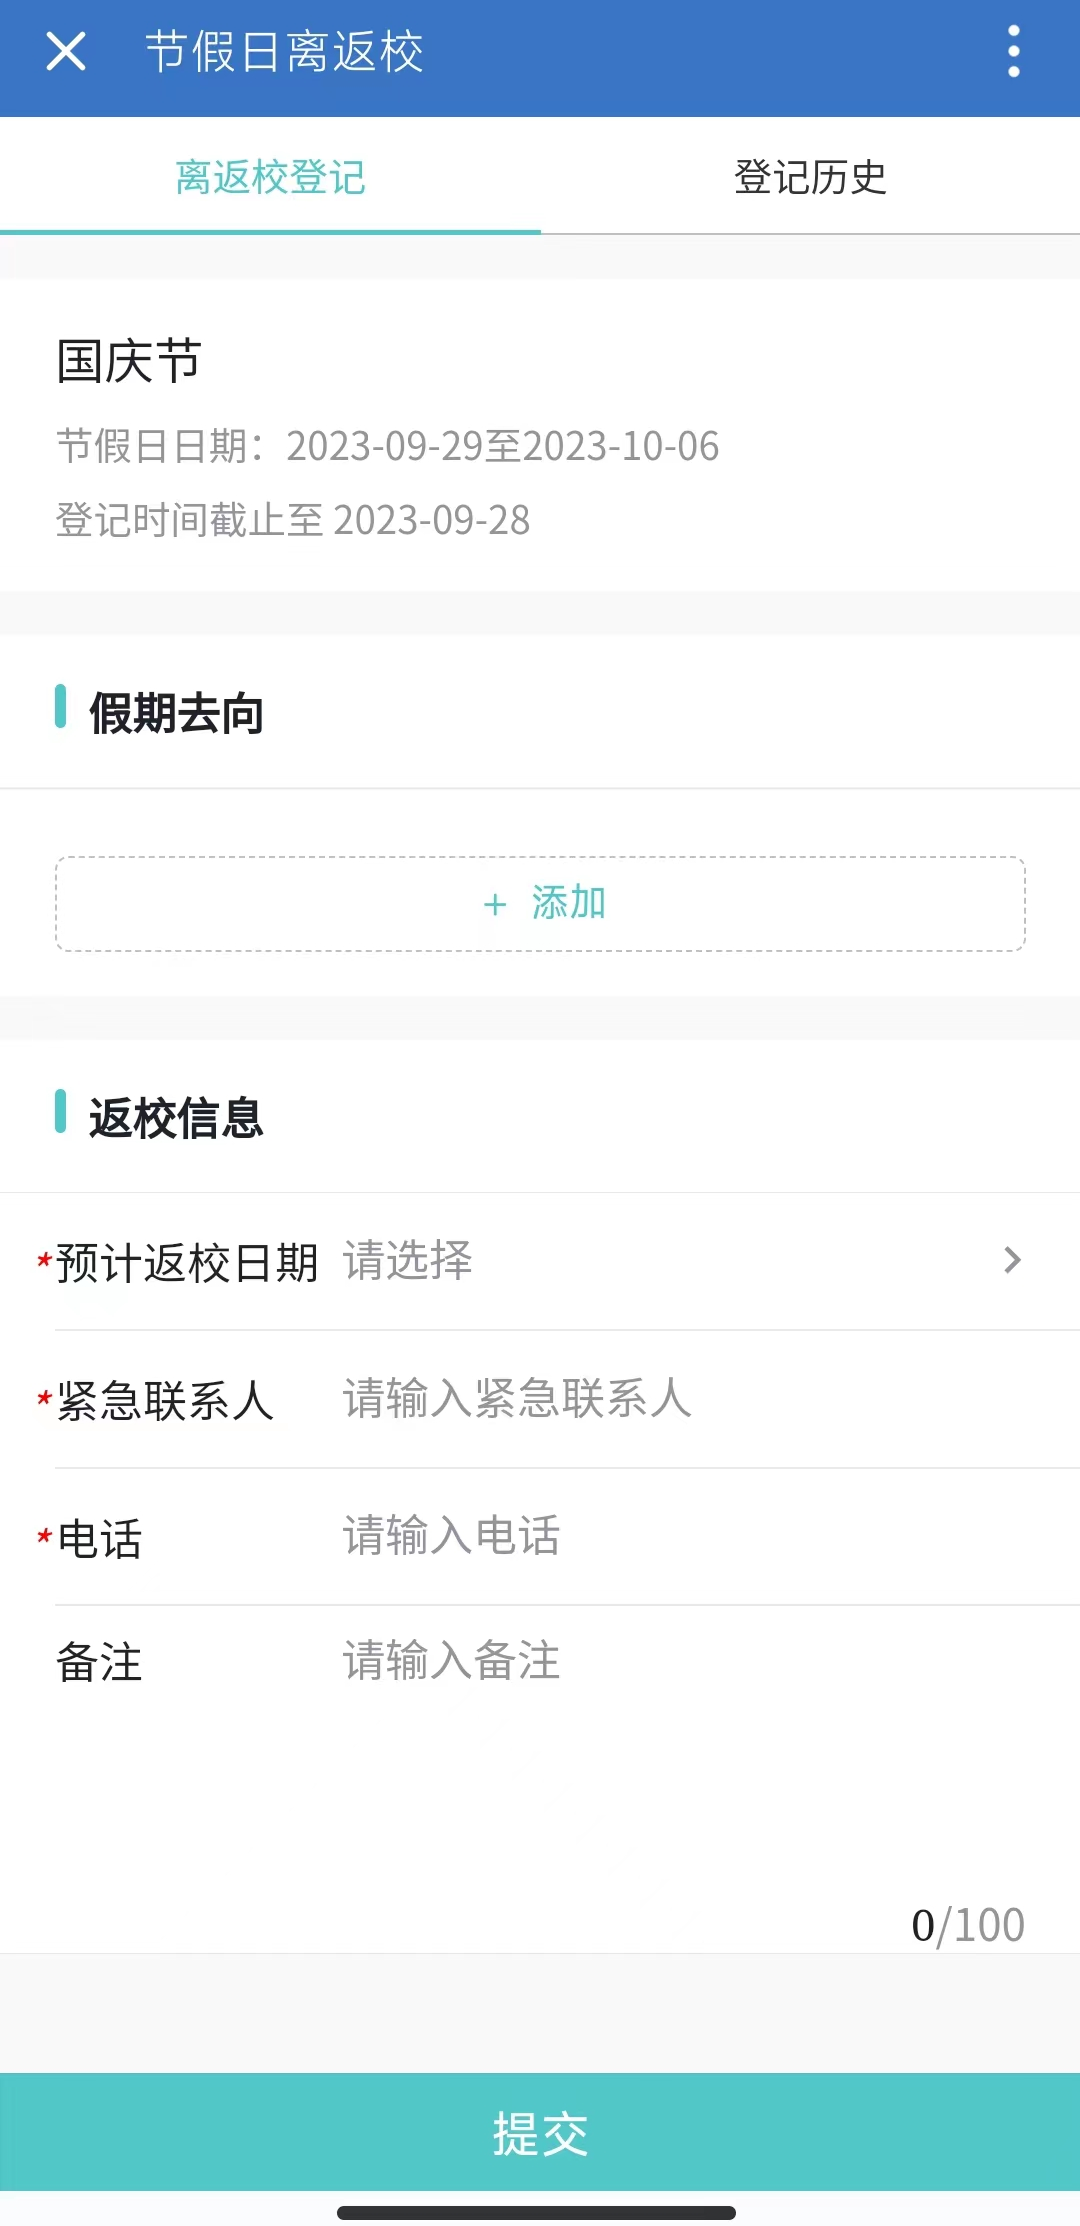 节假日离返校
离返校登记 登记历史
国庆节
节假日日期：2023-09-29至2023-10-06
登记时间截止至 2023-09-28
假期去向
+ 添加
返校信息
*预计返校日期 请选择
*紧急联系人 请输入紧急联系人
*电话 请输入电话
备注 请输入备注
0/100
提交